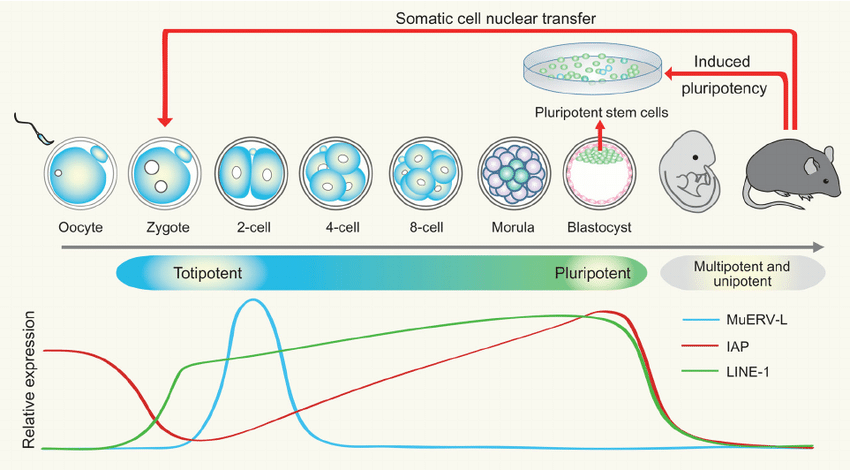 Somatic cell nuclear transfer
Induced
pluripotency
Pluripotent stem cells
Oocyte
Zygote
2-cell
4-cell
8-cell
Morula
Blastocyst
Totipotent
Pluripotent
Multipotent and
unipotent
Relative expression
MuERV-L
IAP
LINE-1